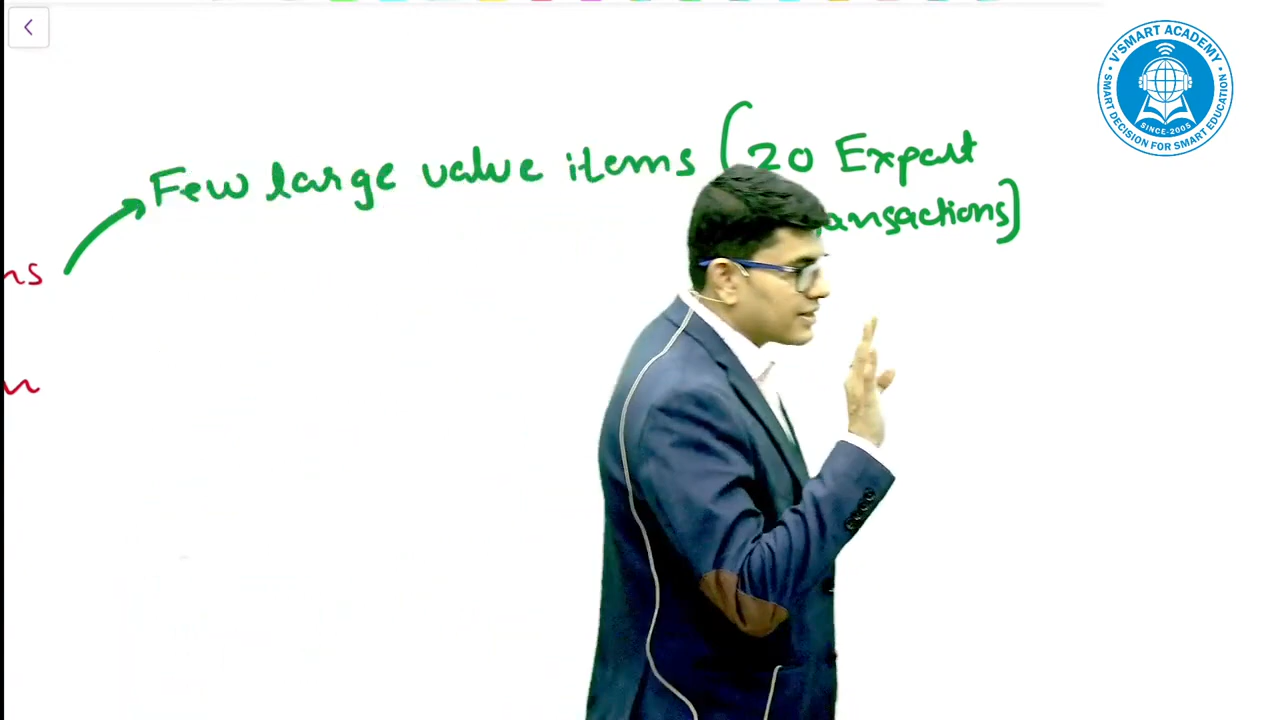 Few large value items (20 Export
ansactions)
ns
V'SMART ACADEMY
SMART DECISION FOR SMART EDUCATION
SINCE-2005